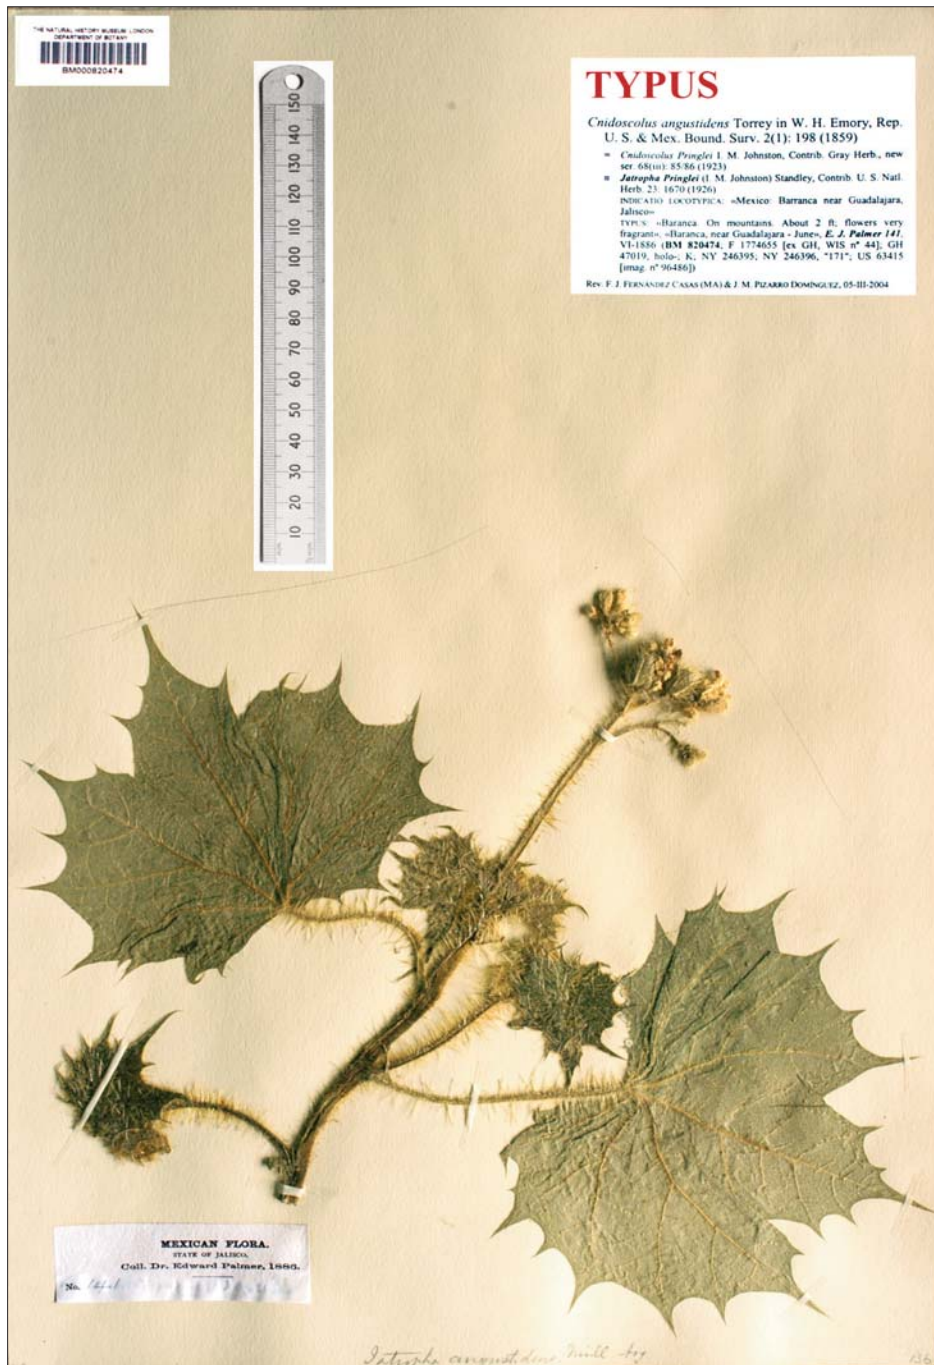 THE NATURAL HISTORY MUSEUM, LONDON
DEPARTMENT OF BOTANY
BM000820474
TYPUS
Cnidoscolus angustidens Torrey in W. H. Emory, Rep.
U. S. & Mex. Bound. Surv. 2(1): 198 (1859)
= Cnidoscolus Pringlei I. M. Johnston, Contrib. Gray Herb., new
ser. 68(III): 85/86 (1923)
≡ Jatropha Pringlei (I. M. Johnston) Standley, Contrib. U. S. Natl.
Herb. 23: 1670 (1926)
INDICATIO LOCOTYPICA: «Mexico: Barranca near Guadalajara,
Jalisco»
TYPUS: «Baranca. On mountains. About 2 ft; flowers very
fragrant», «Baranca, near Guadalajara - June», E. J. Palmer 141,
VI-1886 (BM 820474; F 1774655 [ex GH, WIS nº 44]; GH
47019, holo-; K; NY 246395; NY 246396, "171"; US 63415
[imag. nº 96486])
Rev. F. J. FERNÁNDEZ CASAS (MA) & J. M. PIZARRO DOMÍNGUEZ, 05-III-2004
150
140
130
120
110
100
90
80
70
60
50
40
30
20
10
MEXICAN FLORA.
STATE OF JALISCO,
Coll. Dr. Edward Palmer, 1886.
No.
Jatropha angustidens Müll Arg